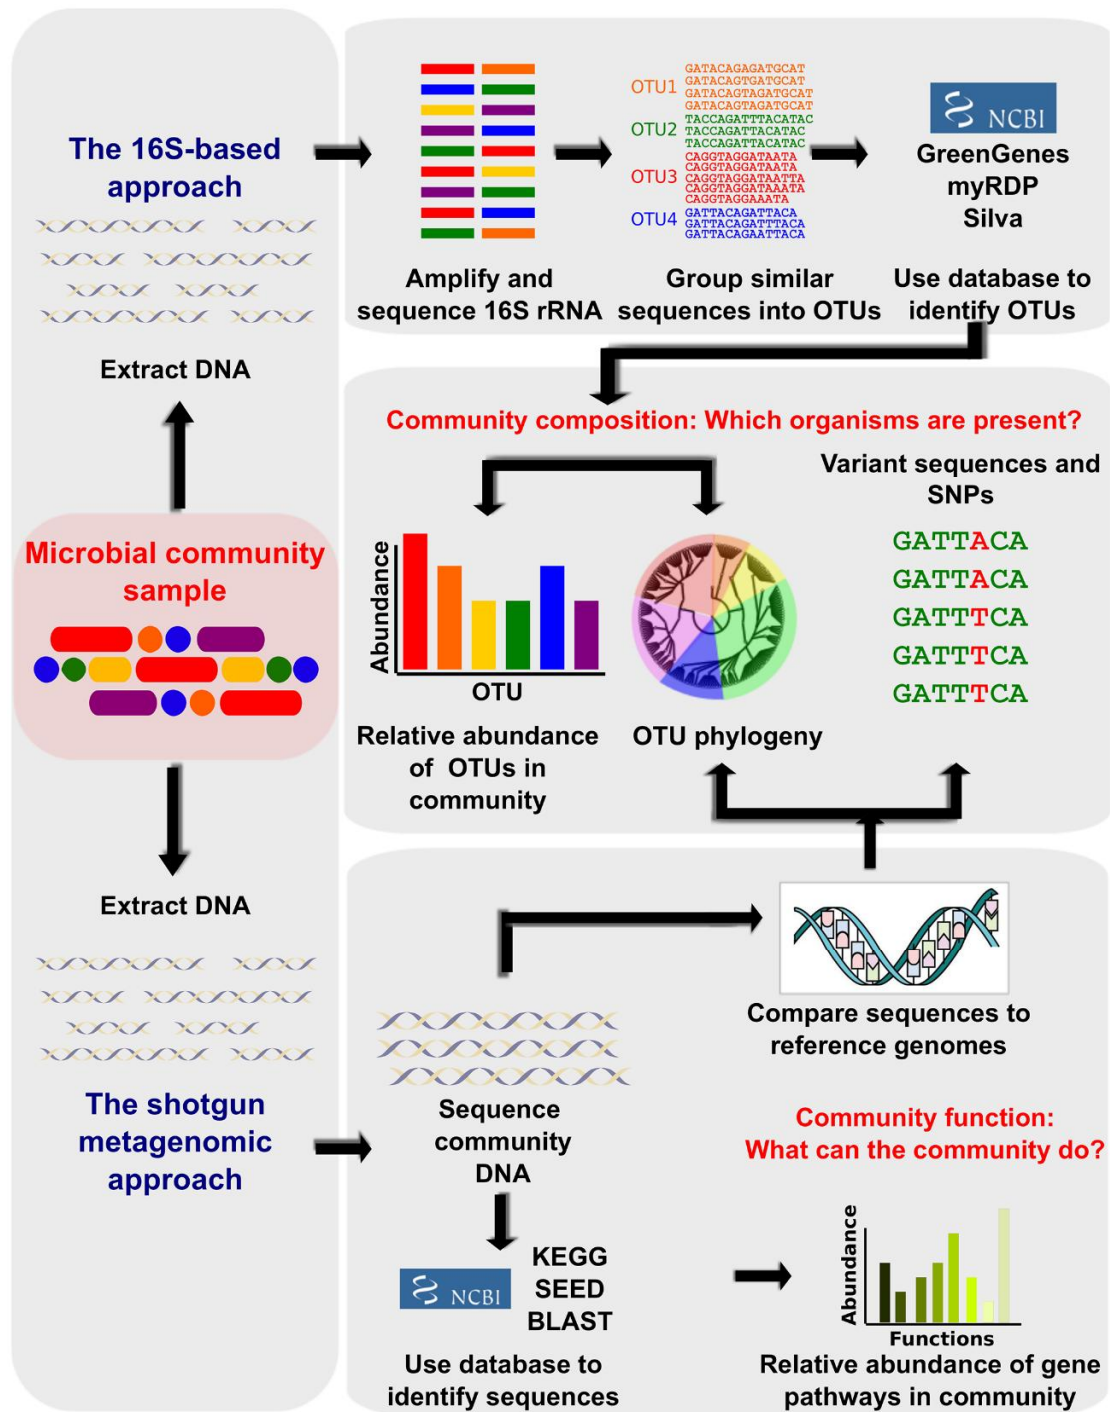 The 16S-based
approach
Extract DNA
Microbial community
sample
Extract DNA
The shotgun
metagenomic
approach
Amplify and
sequence 16S rRNA
OTU1
GATACAGAGATGCAT
GATACAGTGATGCAT
GATACAGTAGATGCAT
GATACAGTAGATGCAT
OTU2
TACCAGATTTACATAC
TACCAGATTACATAC
TACCAGATTACATAC
OTU3
CAGGTAGGATAATA
CAGGTAGGATAATA
CAGGTAGGATAATTA
CAGGTAGGATAAATA
CAGGTAGGAAATA
OTU4
GATTACAGATTACA
GATTACAGATTTACA
GATTACAGAATTACA
Group similar
sequences into OTUs
NCBI
GreenGenes
myRDP
Silva
Use database to
identify OTUs
Community composition: Which organisms are present?
Abundance
OTU
Relative abundance
of OTUs in
community
OTU phylogeny
Variant sequences and
SNPs
GATTACA
GATTACA
GATTTCA
GATTTCA
GATTTCA
Compare sequences to
reference genomes
Sequence
community
DNA
NCBI
KEGG
SEED
BLAST
Use database to
identify sequences
Community function:
What can the community do?
Abundance
Functions
Relative abundance of gene
pathways in community